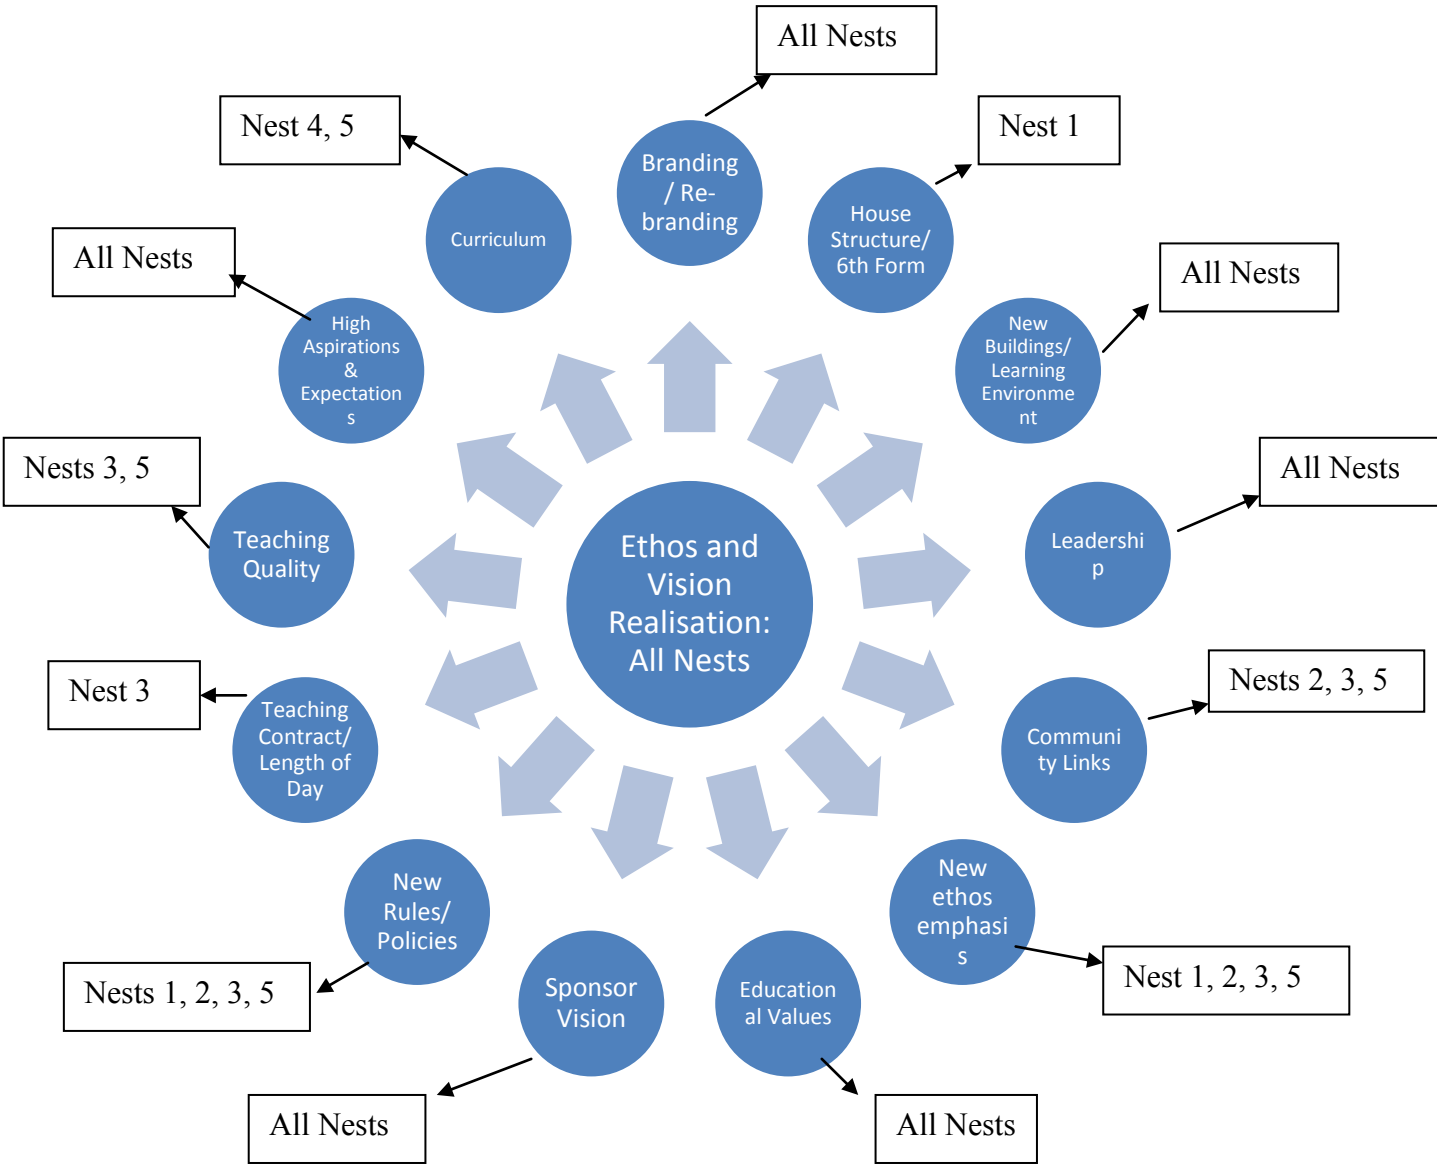 All Nests
Branding
/ Re-
branding
Nest 1
House
Structure/
6th Form
All Nests
New
Buildings/
Learning
Environme
nt
All Nests
Leadershi
p
Nests 2, 3, 5
Communi
ty Links
New
ethos
emphasi
s
Nest 1, 2, 3, 5
Education
al Values
All Nests
Sponsor
Vision
All Nests
New
Rules/
Policies
Nests 1, 2, 3, 5
Teaching
Contract/
Length of
Day
Nest 3
Teaching
Quality
Nests 3, 5
High
Aspirations
&
Expectation
s
All Nests
Curriculum
Nest 4, 5
Ethos and
Vision
Realisation:
All Nests